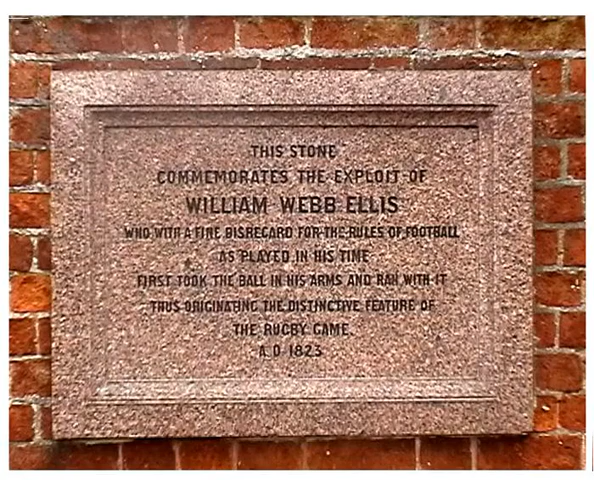 THIS STONE
COMMEMORATES THE EXPLOIT OF
WILLIAM WEBB ELLIS
WHO WITH A FINE DISREGARD FOR THE RULES OF FOOTBALL
AS PLAYED IN HIS TIME
FIRST TOOK THE BALL IN HIS ARMS AND RAN WITH IT
THUS ORIGINATING THE DISTINCTIVE FEATURE OF
THE RUGBY GAME.
A.D. 1823